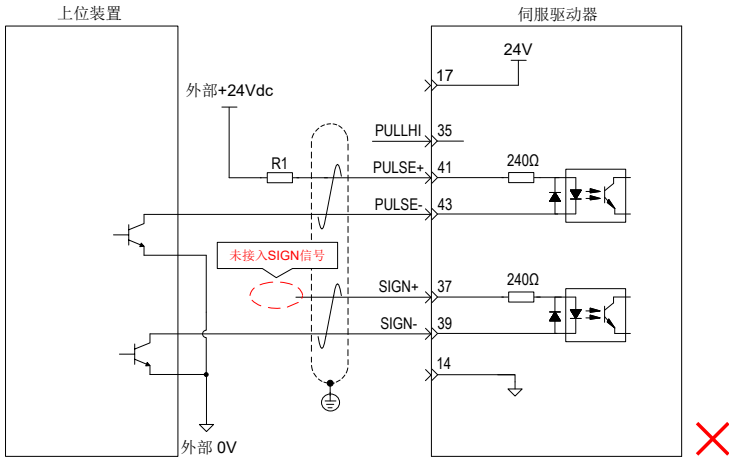 上位装置
伺服驱动器
24V
17
外部+24Vdc
PULLHI 35
R1
PULSE+ 41
240Ω
PULSE- 43
未接入SIGN信号
SIGN+ 37
240Ω
SIGN- 39
14
外部 0V